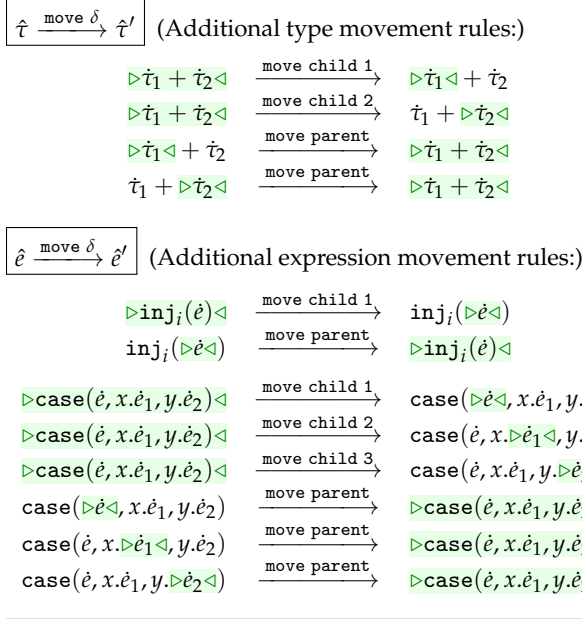 τ̂ —move δ→ τ̂′ (Additional type movement rules:)
▹τ̇₁ + τ̇₂◃ —move child 1→ ▹τ̇₁◃ + τ̇₂
▹τ̇₁ + τ̇₂◃ —move child 2→ τ̇₁ + ▹τ̇₂◃
▹τ̇₁◃ + τ̇₂ —move parent→ ▹τ̇₁ + τ̇₂◃
τ̇₁ + ▹τ̇₂◃ —move parent→ ▹τ̇₁ + τ̇₂◃
ê —move δ→ ê′ (Additional expression movement rules:)
▹injᵢ(ė)◃ —move child 1→ injᵢ(▹ė◃)
injᵢ(▹ė◃) —move parent→ ▹injᵢ(ė)◃
▹case(ė, x.ė₁, y.ė₂)◃ —move child 1→ case(▹ė◃, x.ė₁, y.
▹case(ė, x.ė₁, y.ė₂)◃ —move child 2→ case(ė, x.▹ė₁◃, y.
▹case(ė, x.ė₁, y.ė₂)◃ —move child 3→ case(ė, x.ė₁, y.▹ė
case(▹ė◃, x.ė₁, y.ė₂) —move parent→ ▹case(ė, x.ė₁, y.ė
case(ė, x.▹ė₁◃, y.ė₂) —move parent→ ▹case(ė, x.ė₁, y.ė
case(ė, x.ė₁, y.▹ė₂◃) —move parent→ ▹case(ė, x.ė₁, y.ė